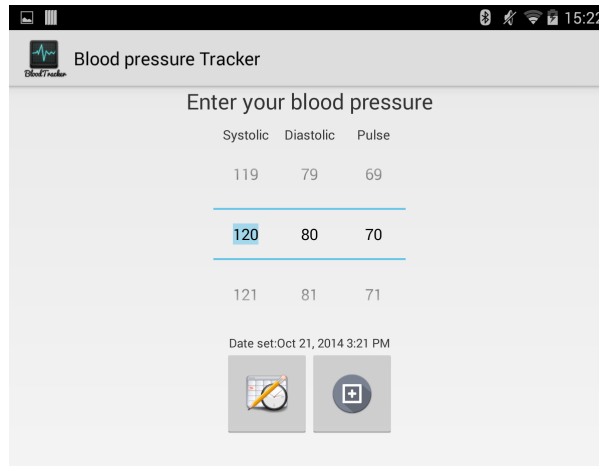 15:22
BloodTracker
Blood pressure Tracker
Enter your blood pressure
Systolic Diastolic Pulse
119 79 69
120 80 70
121 81 71
Date set:Oct 21, 2014 3:21 PM